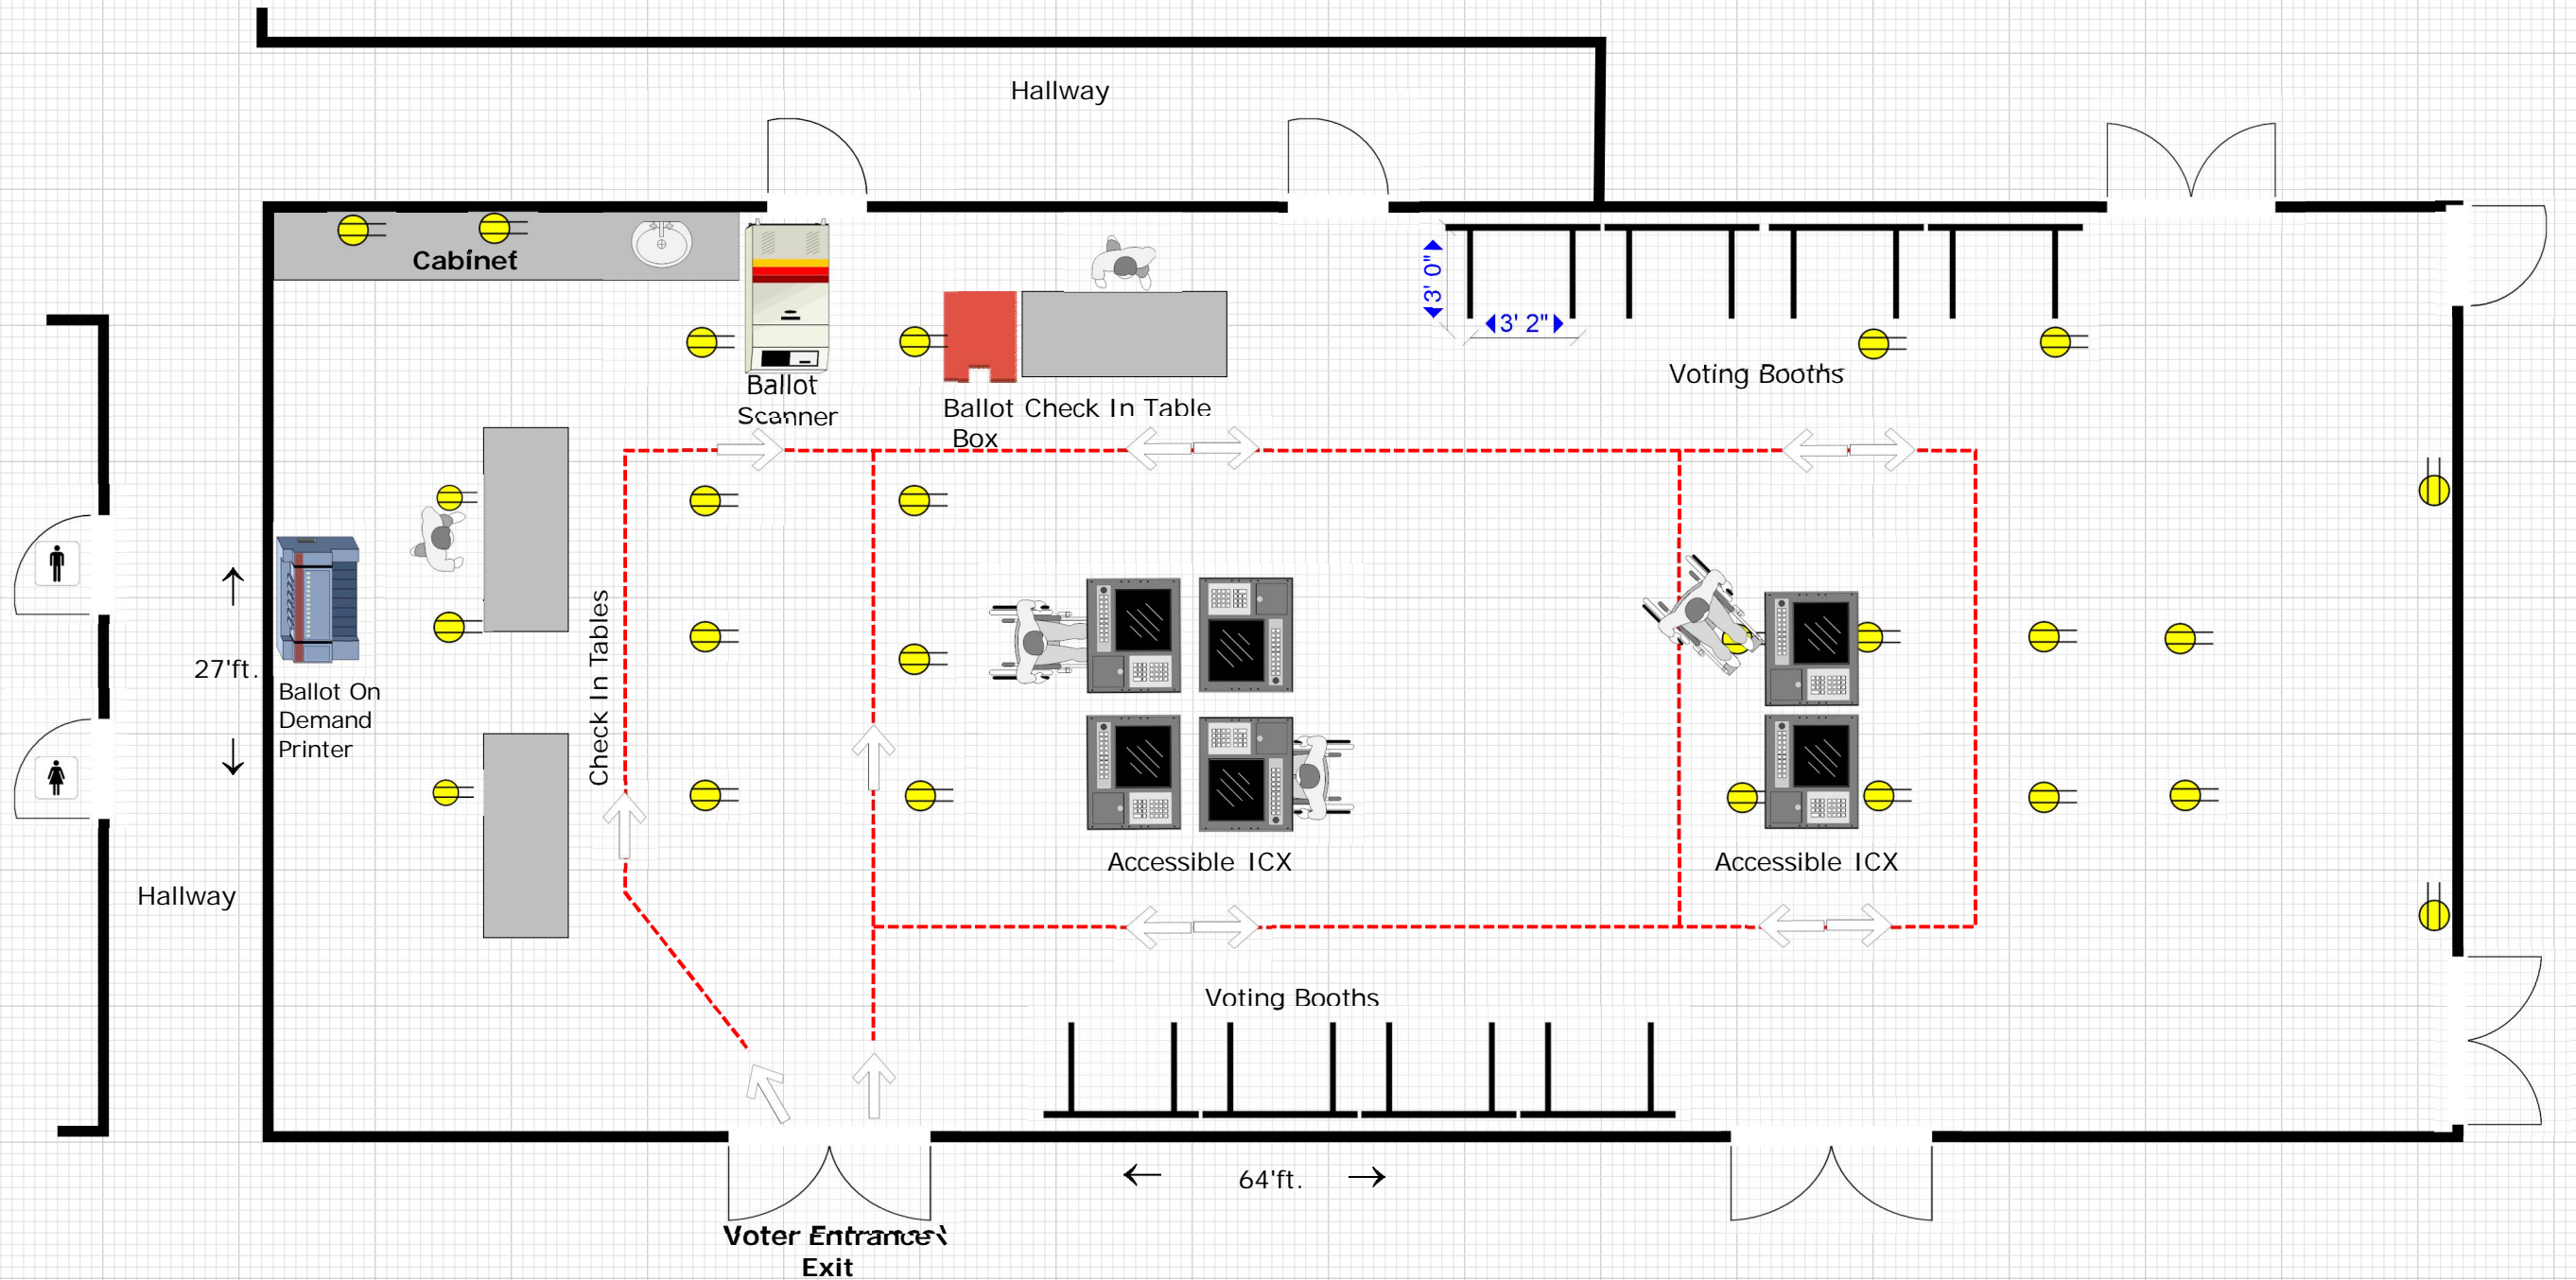 Hallway
Cabinet
3' 0"
3' 2"
Ballot
Scanner
Ballot Check In Table
Box
Voting Booths
Check In Tables
27'ft.
Ballot On
Demand
Printer
Accessible ICX
Accessible ICX
Hallway
Voting Booths
64'ft.
Voter Entrance\
Exit